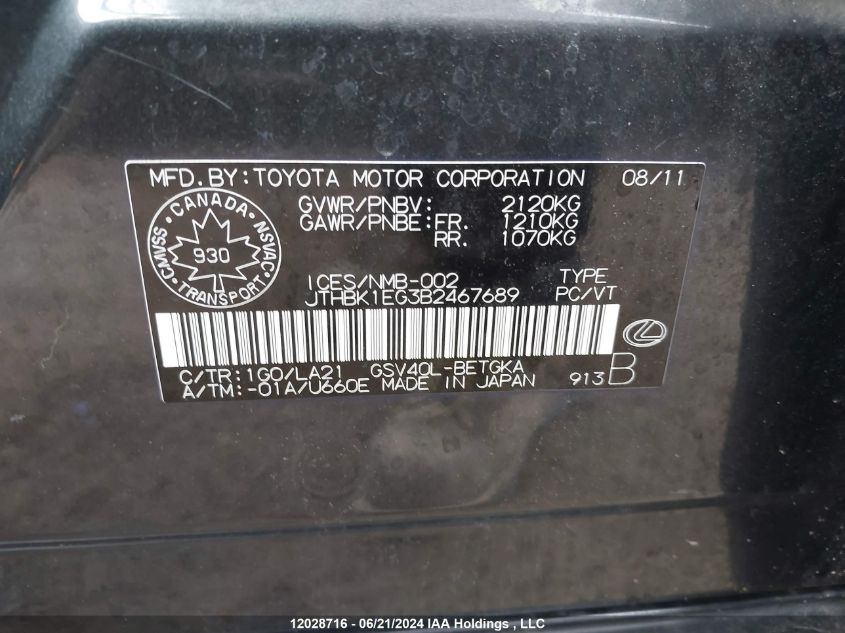 MFD.BY:TOYOTA MOTOR CORPORATION 08/11
GVWR/PNBV: 2120KG
GAWR/PNBE:FR. 1210KG
RR. 1070KG
CANADA
CMVSS 930 NSVAC
TRANSPORT
ICES/NMB-002 TYPE
JTHBK1EG3B2467689 PC/VT
C/TR:1G0/LA21 GSV40L-BETGKA
A/TM:-01A/U660E MADE IN JAPAN 913 B
12028716 - 06/21/2024 IAA Holdings , LLC